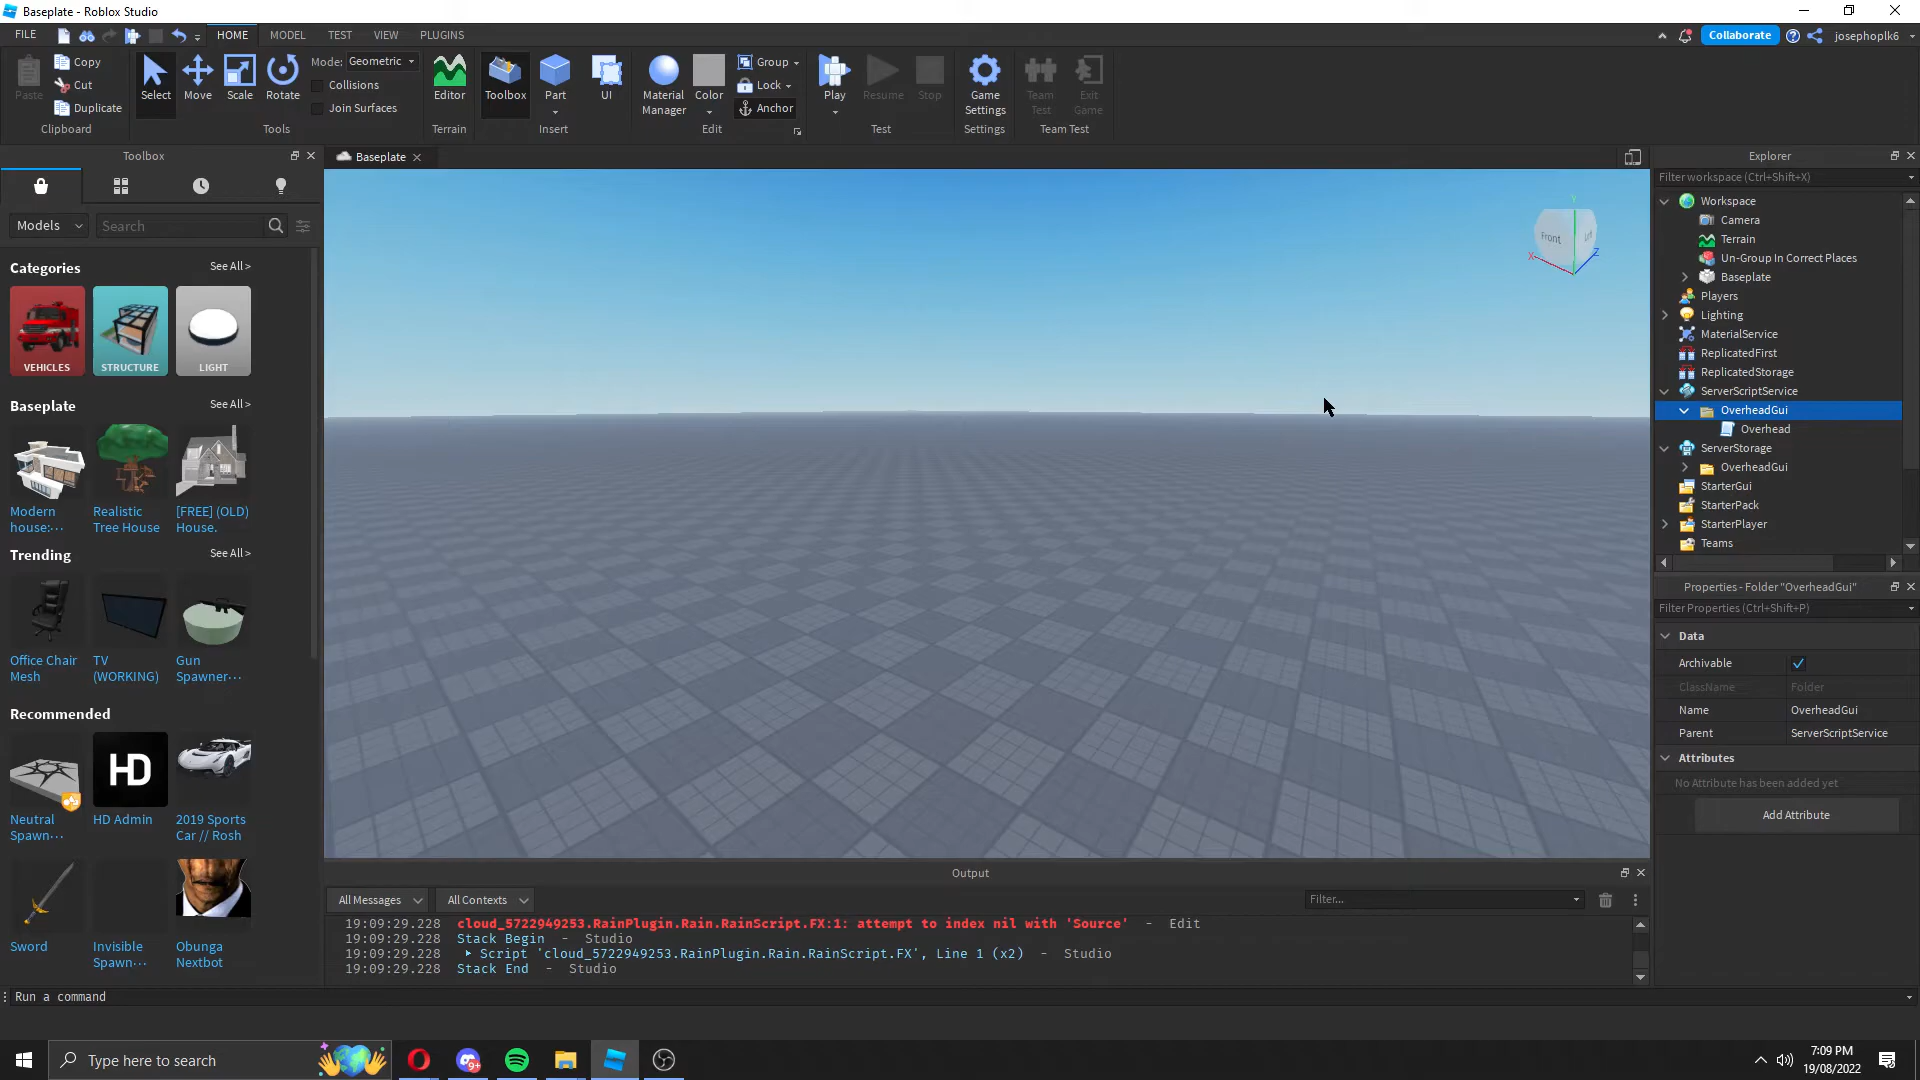 Baseplate - Roblox Studio
FILE
HOME
MODEL
TEST
VIEW
PLUGINS
Collaborate
josephoplk6
Paste
Copy
Cut
Duplicate
Clipboard
Select
Move
Scale
Rotate
Mode: Geometric
Collisions
Join Surfaces
Tools
Editor
Terrain
Toolbox
Part
UI
Insert
Material Manager
Color
Group
Lock
Anchor
Edit
Play
Resume
Stop
Test
Game Settings
Settings
Team Test
Exit Game
Team Test
Toolbox
Models
Search
Categories
See All >
VEHICLES
STRUCTURE
LIGHT
Baseplate
See All >
Modern house:...
Realistic Tree House
[FREE] (OLD) House.
Trending
See All >
Office Chair Mesh
TV (WORKING)
Gun Spawner...
Recommended
HD
Neutral Spawn...
HD Admin
2019 Sports Car // Rosh
Sword
Invisible Spawn...
Obunga Nextbot
Baseplate
Front
Left
X
Y
Z
Output
All Messages
All Contexts
Filter...
19:09:29.228 cloud_5722949253.RainPlugin.Rain.RainScript.FX:1: attempt to index nil with 'Source' - Edit
19:09:29.228 Stack Begin - Studio
19:09:29.228 Script 'cloud_5722949253.RainPlugin.Rain.RainScript.FX', Line 1 (x2) - Studio
19:09:29.228 Stack End - Studio
Explorer
Filter workspace (Ctrl+Shift+X)
Workspace
Camera
Terrain
Un-Group In Correct Places
Baseplate
Players
Lighting
MaterialService
ReplicatedFirst
ReplicatedStorage
ServerScriptService
OverheadGui
Overhead
ServerStorage
OverheadGui
StarterGui
StarterPack
StarterPlayer
Teams
Properties - Folder "OverheadGui"
Filter Properties (Ctrl+Shift+P)
Data
Archivable
ClassName Folder
Name OverheadGui
Parent ServerScriptService
Attributes
No Attribute has been added yet
Add Attribute
Run a command
Type here to search
9+
7:09 PM
19/08/2022